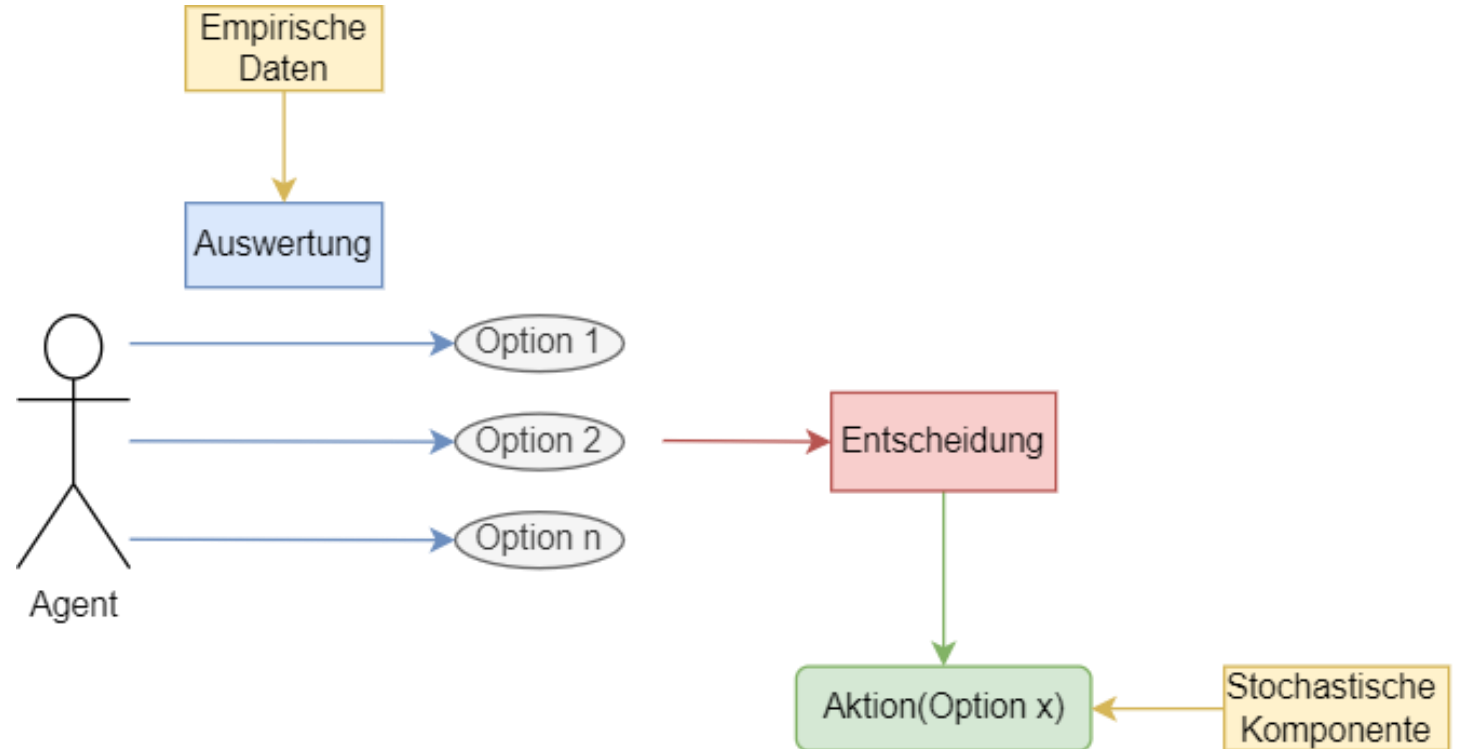 Empirische
Daten
Auswertung
Option 1
Option 2
Entscheidung
Option n
Agent
Aktion(Option x)
Stochastische
Komponente